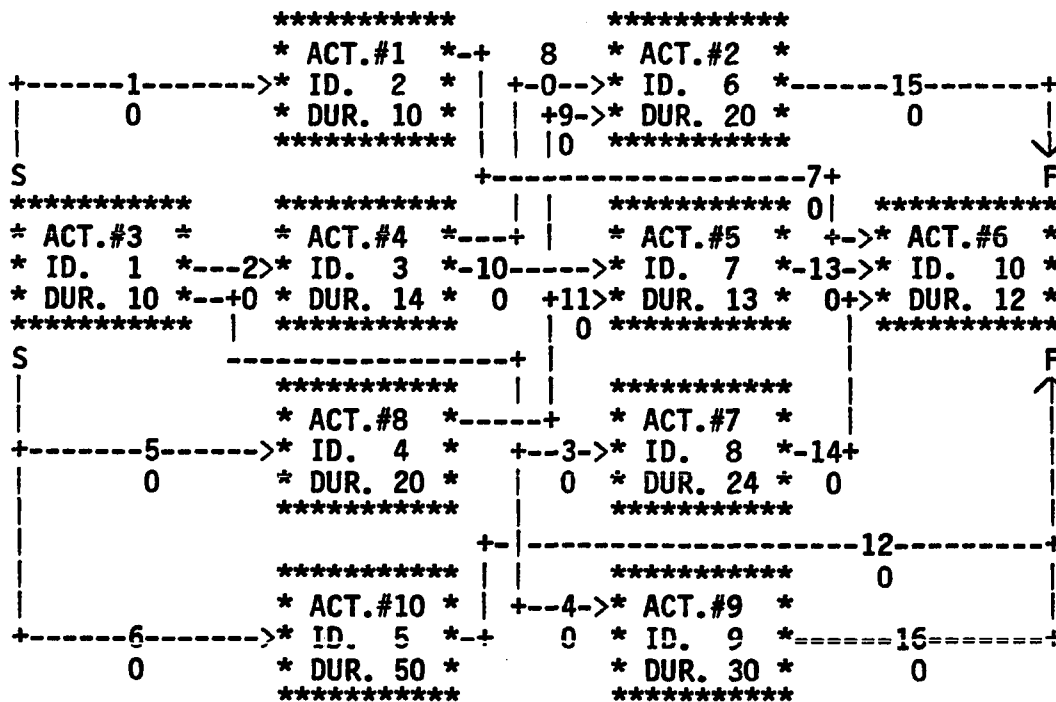 ***********                    ***********
* ACT.#1  *-+     8   * ACT.#2  *
+------1------->* ID.  2  * | +-0-->* ID.  6  *------15-------+
|      0        * DUR. 10 * | | +9->* DUR. 20 *      0        |
|               *********** | | |0  ***********               ↓
S                           +-------------------7+            F
***********     ***********   | |   *********** 0|  ***********
* ACT.#3  *     * ACT.#4  *---+ |   * ACT.#5  *  +->* ACT.#6  *
* ID.  1  *---2>* ID.  3  *-10----->* ID.  7  *-13->* ID.  10 *
* DUR. 10 *--+0 * DUR. 14 *  0  +11>* DUR. 13 *  0+>* DUR. 12 *
***********  |  ***********     | 0 ***********   | ***********
S            -----------------+ |                 |           F
|               ***********   | |   ***********   |           ↑
|               * ACT.#8  *-----+   * ACT.#7  *   |           |
+-------5------>* ID.  4  *   +--3->* ID.  8  *-14+           |
|       0       * DUR. 20 *   |  0  * DUR. 24 *  0            |
|               ***********   |     ***********               |
|                           +-|--------------------12---------+
|               *********** | |     ***********     0         |
|               * ACT.#10 * | +--4->* ACT.#9  *               |
+------6------->* ID.  5  *-+    0  * ID.  9  *======16=======+
0        * DUR. 50 *        * DUR. 30 *      0
***********        ***********